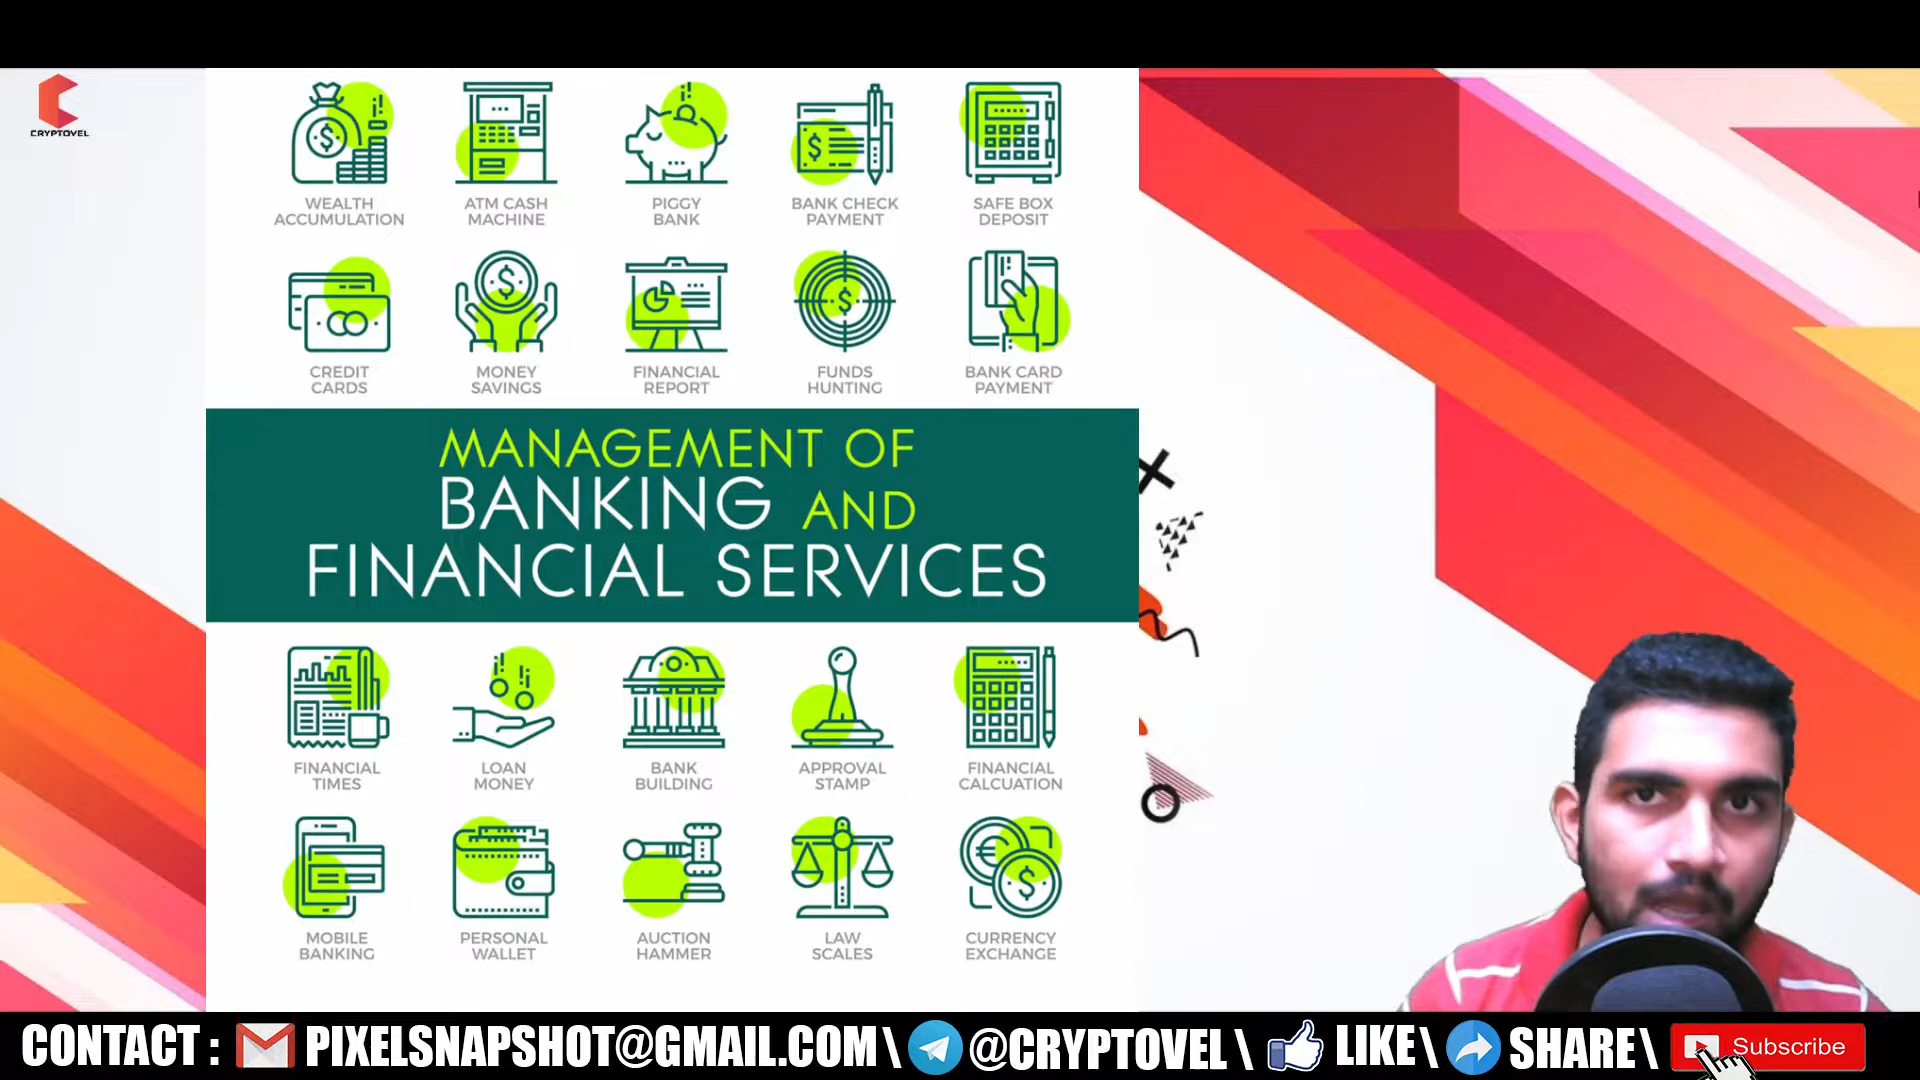 CRYPTOVEL
WEALTH
ACCUMULATION
ATM CASH
MACHINE
PIGGY
BANK
BANK CHECK
PAYMENT
SAFE BOX
DEPOSIT
CREDIT
CARDS
MONEY
SAVINGS
FINANCIAL
REPORT
FUNDS
HUNTING
BANK CARD
PAYMENT
MANAGEMENT OF
BANKING AND
FINANCIAL SERVICES
FINANCIAL
TIMES
LOAN
MONEY
BANK
BUILDING
APPROVAL
STAMP
FINANCIAL
CALCUATION
MOBILE
BANKING
PERSONAL
WALLET
AUCTION
HAMMER
LAW
SCALES
CURRENCY
EXCHANGE
CONTACT : PIXELSNAPSHOT@GMAIL.COM \ @CRYPTOVEL \ LIKE \ SHARE \ Subscribe